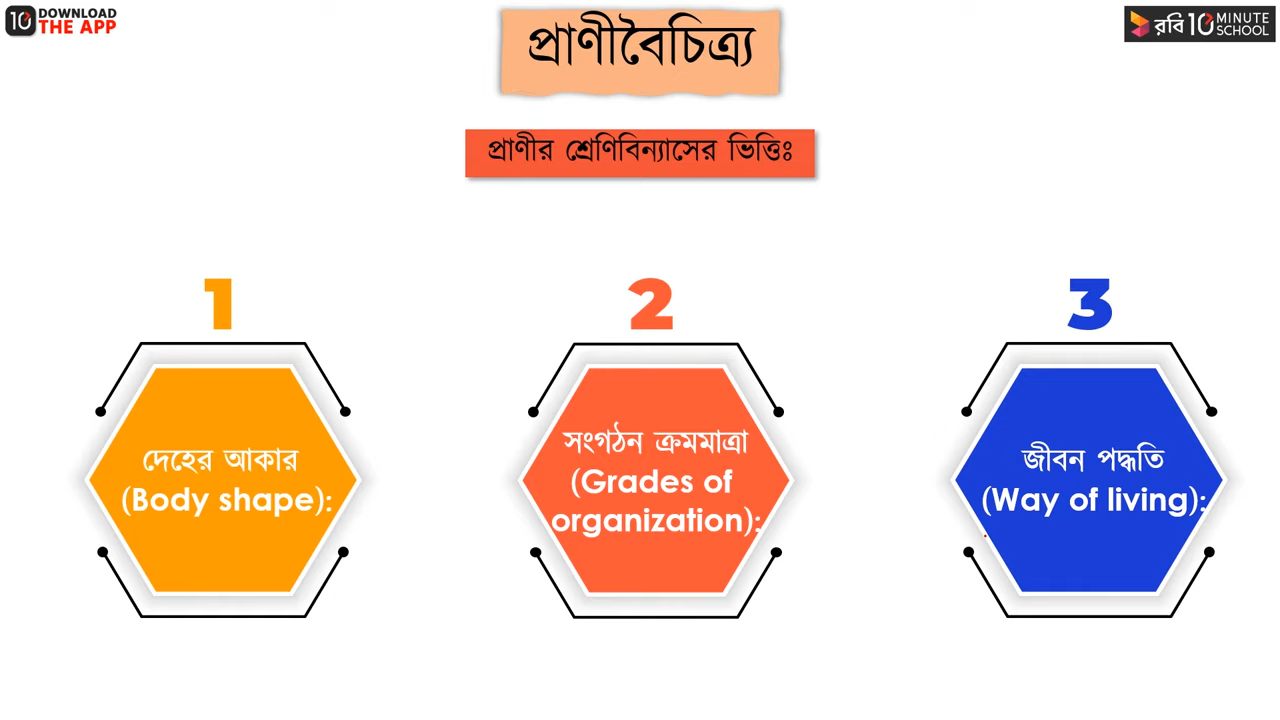 10 DOWNLOAD
THE APP
রবি 10 MINUTE
SCHOOL
প্রাণীবৈচিত্র্য
প্রাণীর শ্রেণিবিন্যাসের ভিত্তিঃ
1
দেহের আকার
(Body shape):
2
সংগঠন ক্রমমাত্রা
(Grades of
organization):
3
জীবন পদ্ধতি
(Way of living):